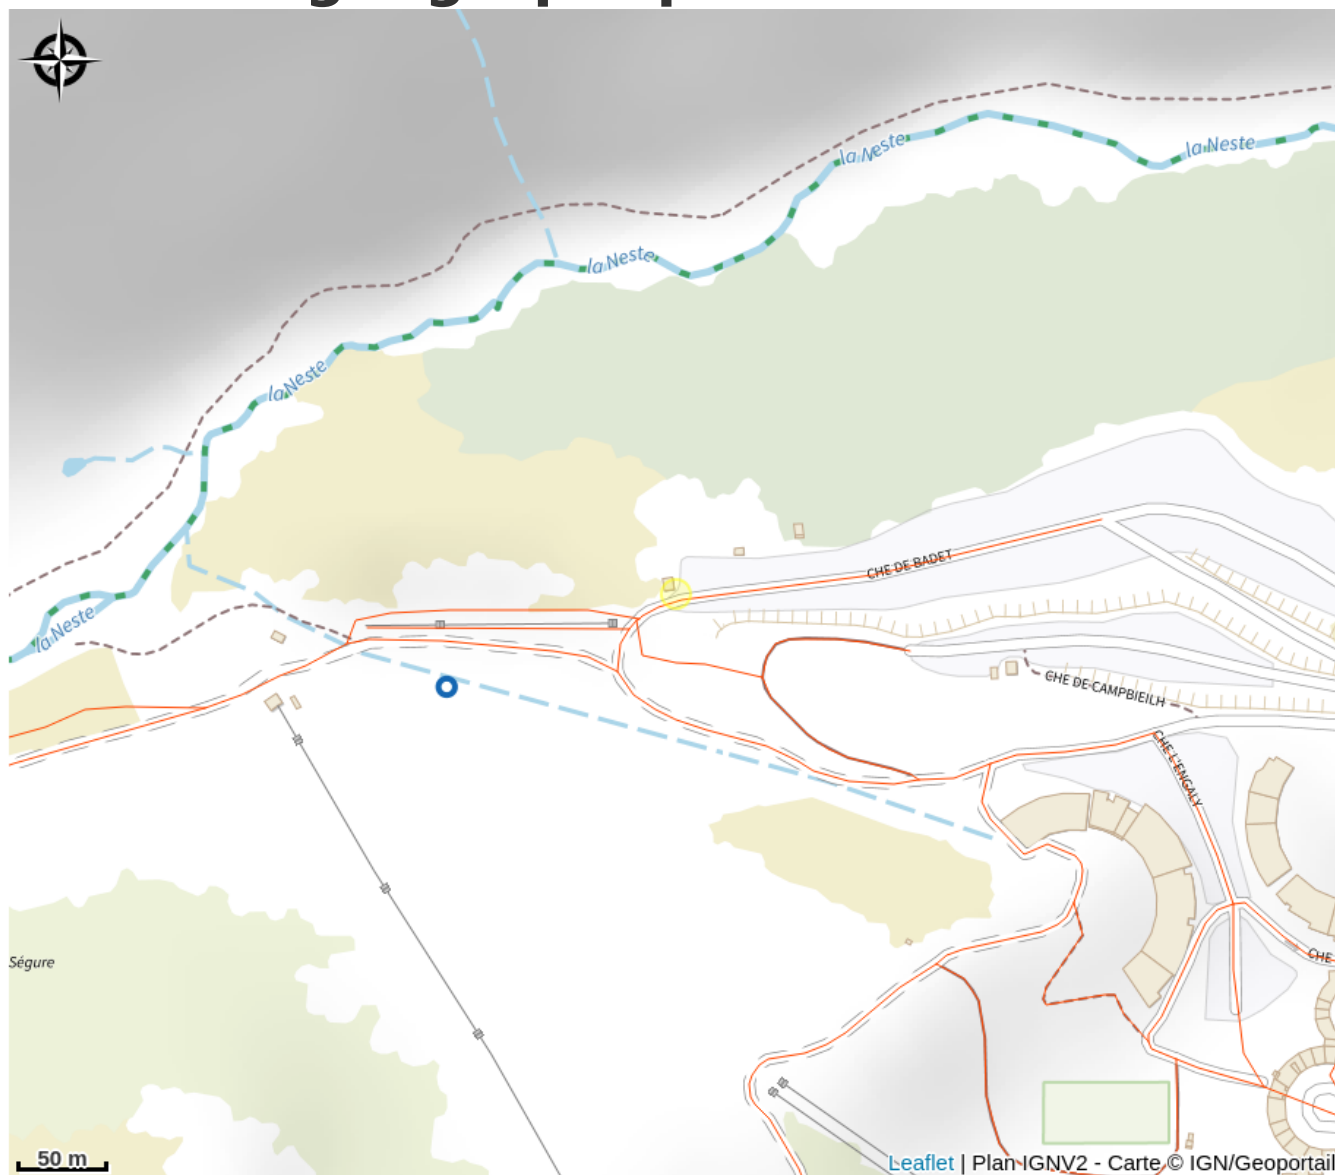 la Neste
la Neste
la Neste
la Neste
la Neste
CHE DE BADET
CHE DE CAMPBIEILH
CHE L'ENGALY
Ségure
CHE
50 m
Leaflet | Plan IGNV2 - Carte © IGN/Geoportail